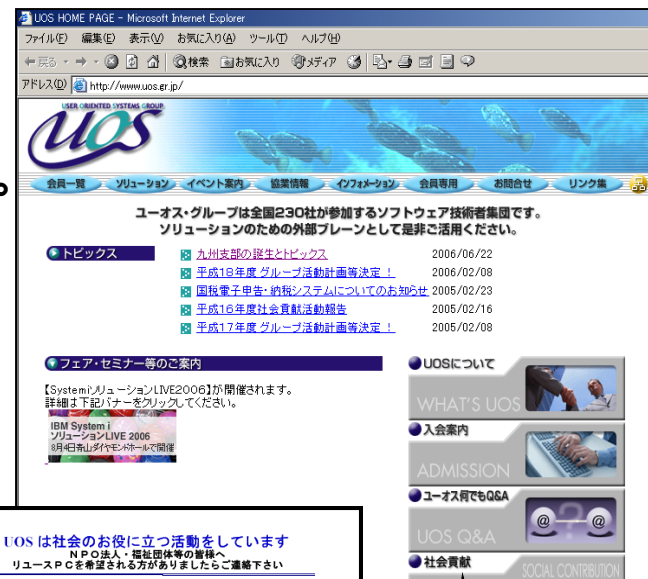 UOS HOME PAGE - Microsoft Internet Explorer
ファイル(F) 編集(E) 表示(V) お気に入り(A) ツール(T) ヘルプ(H)
戻る 検索 お気に入り メディア
アドレス(D) http://www.uos.gr.jp/
USER ORIENTED SYSTEMS GROUP
UOS
会員一覧 ソリューション イベント案内 協業情報 インフォメーション 会員専用 お問合せ リンク集
ユーオス・グループは全国230社が参加するソフトウェア技術者集団です。
ソリューションのための外部ブレーンとして是非ご活用ください。
トピックス
九州支部の誕生とトピックス 2006/06/22
平成18年度 グループ活動計画等決定 ! 2006/02/08
国税電子申告・納税システムについてのお知らせ 2005/02/23
平成16年度社会貢献活動報告 2005/02/16
平成17年度 グループ活動計画等決定 ! 2005/02/08
フェア・セミナー等のご案内
【SystemiソリューションLIVE2006】が開催されます。
詳細は下記バナーをクリックしてください。
IBM System i
ソリューションLIVE 2006
8月4日青山ダイヤモンドホールで開催
UOSについて
WHAT'S UOS
入会案内
ADMISSION
ユーオス何でもQ&A
UOS Q&A
社会貢献
SOCIAL CONTRIBUTION
UOS は社会のお役に立つ活動をしています
NPO法人・福祉団体等の皆様へ
リユースPCを希望される方がありましたらご連絡下さい